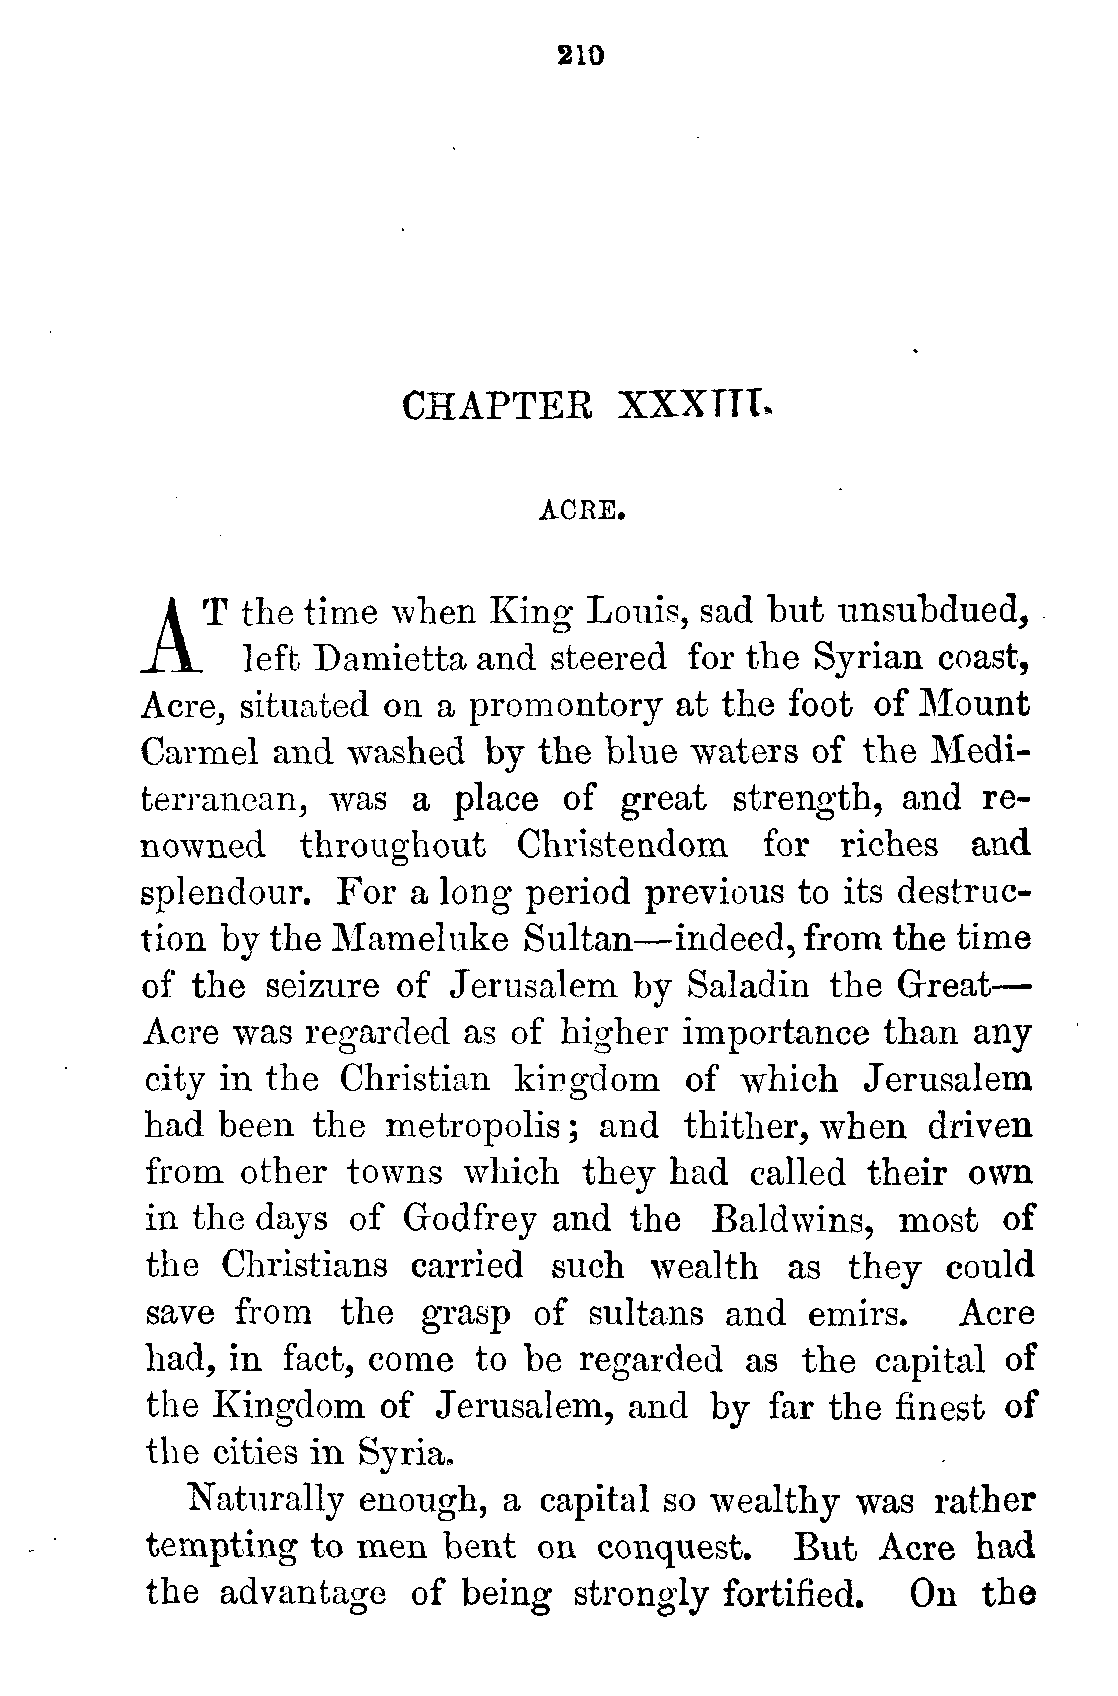 210
CHAPTER XXXIII.
ACRE.
AT the time when King Louis, sad but unsubdued,
left Damietta and steered for the Syrian coast,
Acre, situated on a promontory at the foot of Mount
Carmel and washed by the blue waters of the Medi-
terranean, was a place of great strength, and re-
nowned throughout Christendom for riches and
splendour. For a long period previous to its destruc-
tion by the Mameluke Sultan—indeed, from the time
of the seizure of Jerusalem by Saladin the Great—
Acre was regarded as of higher importance than any
city in the Christian kingdom of which Jerusalem
had been the metropolis; and thither, when driven
from other towns which they had called their own
in the days of Godfrey and the Baldwins, most of
the Christians carried such wealth as they could
save from the grasp of sultans and emirs. Acre
had, in fact, come to be regarded as the capital of
the Kingdom of Jerusalem, and by far the finest of
the cities in Syria.
Naturally enough, a capital so wealthy was rather
tempting to men bent on conquest. But Acre had
the advantage of being strongly fortified. On the